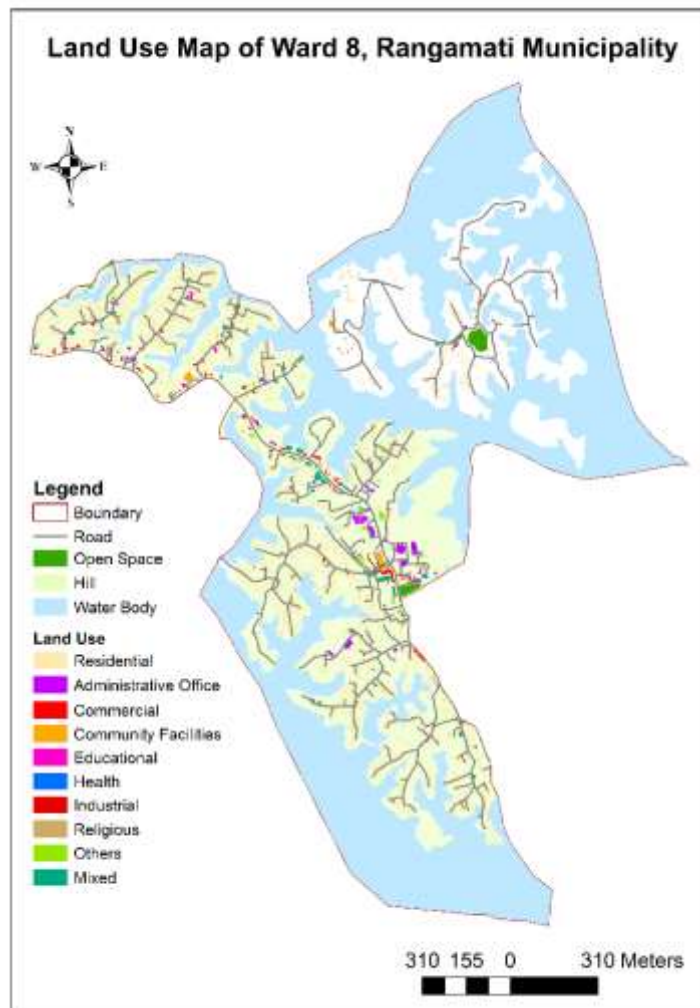 Land Use Map of Ward 8, Rangamati Municipality
N
W E
S
Legend
Boundary
Road
Open Space
Hill
Water Body
Land Use
Residential
Administrative Office
Commercial
Community Facilities
Educational
Health
Industrial
Religious
Others
Mixed
310 155 0 310 Meters